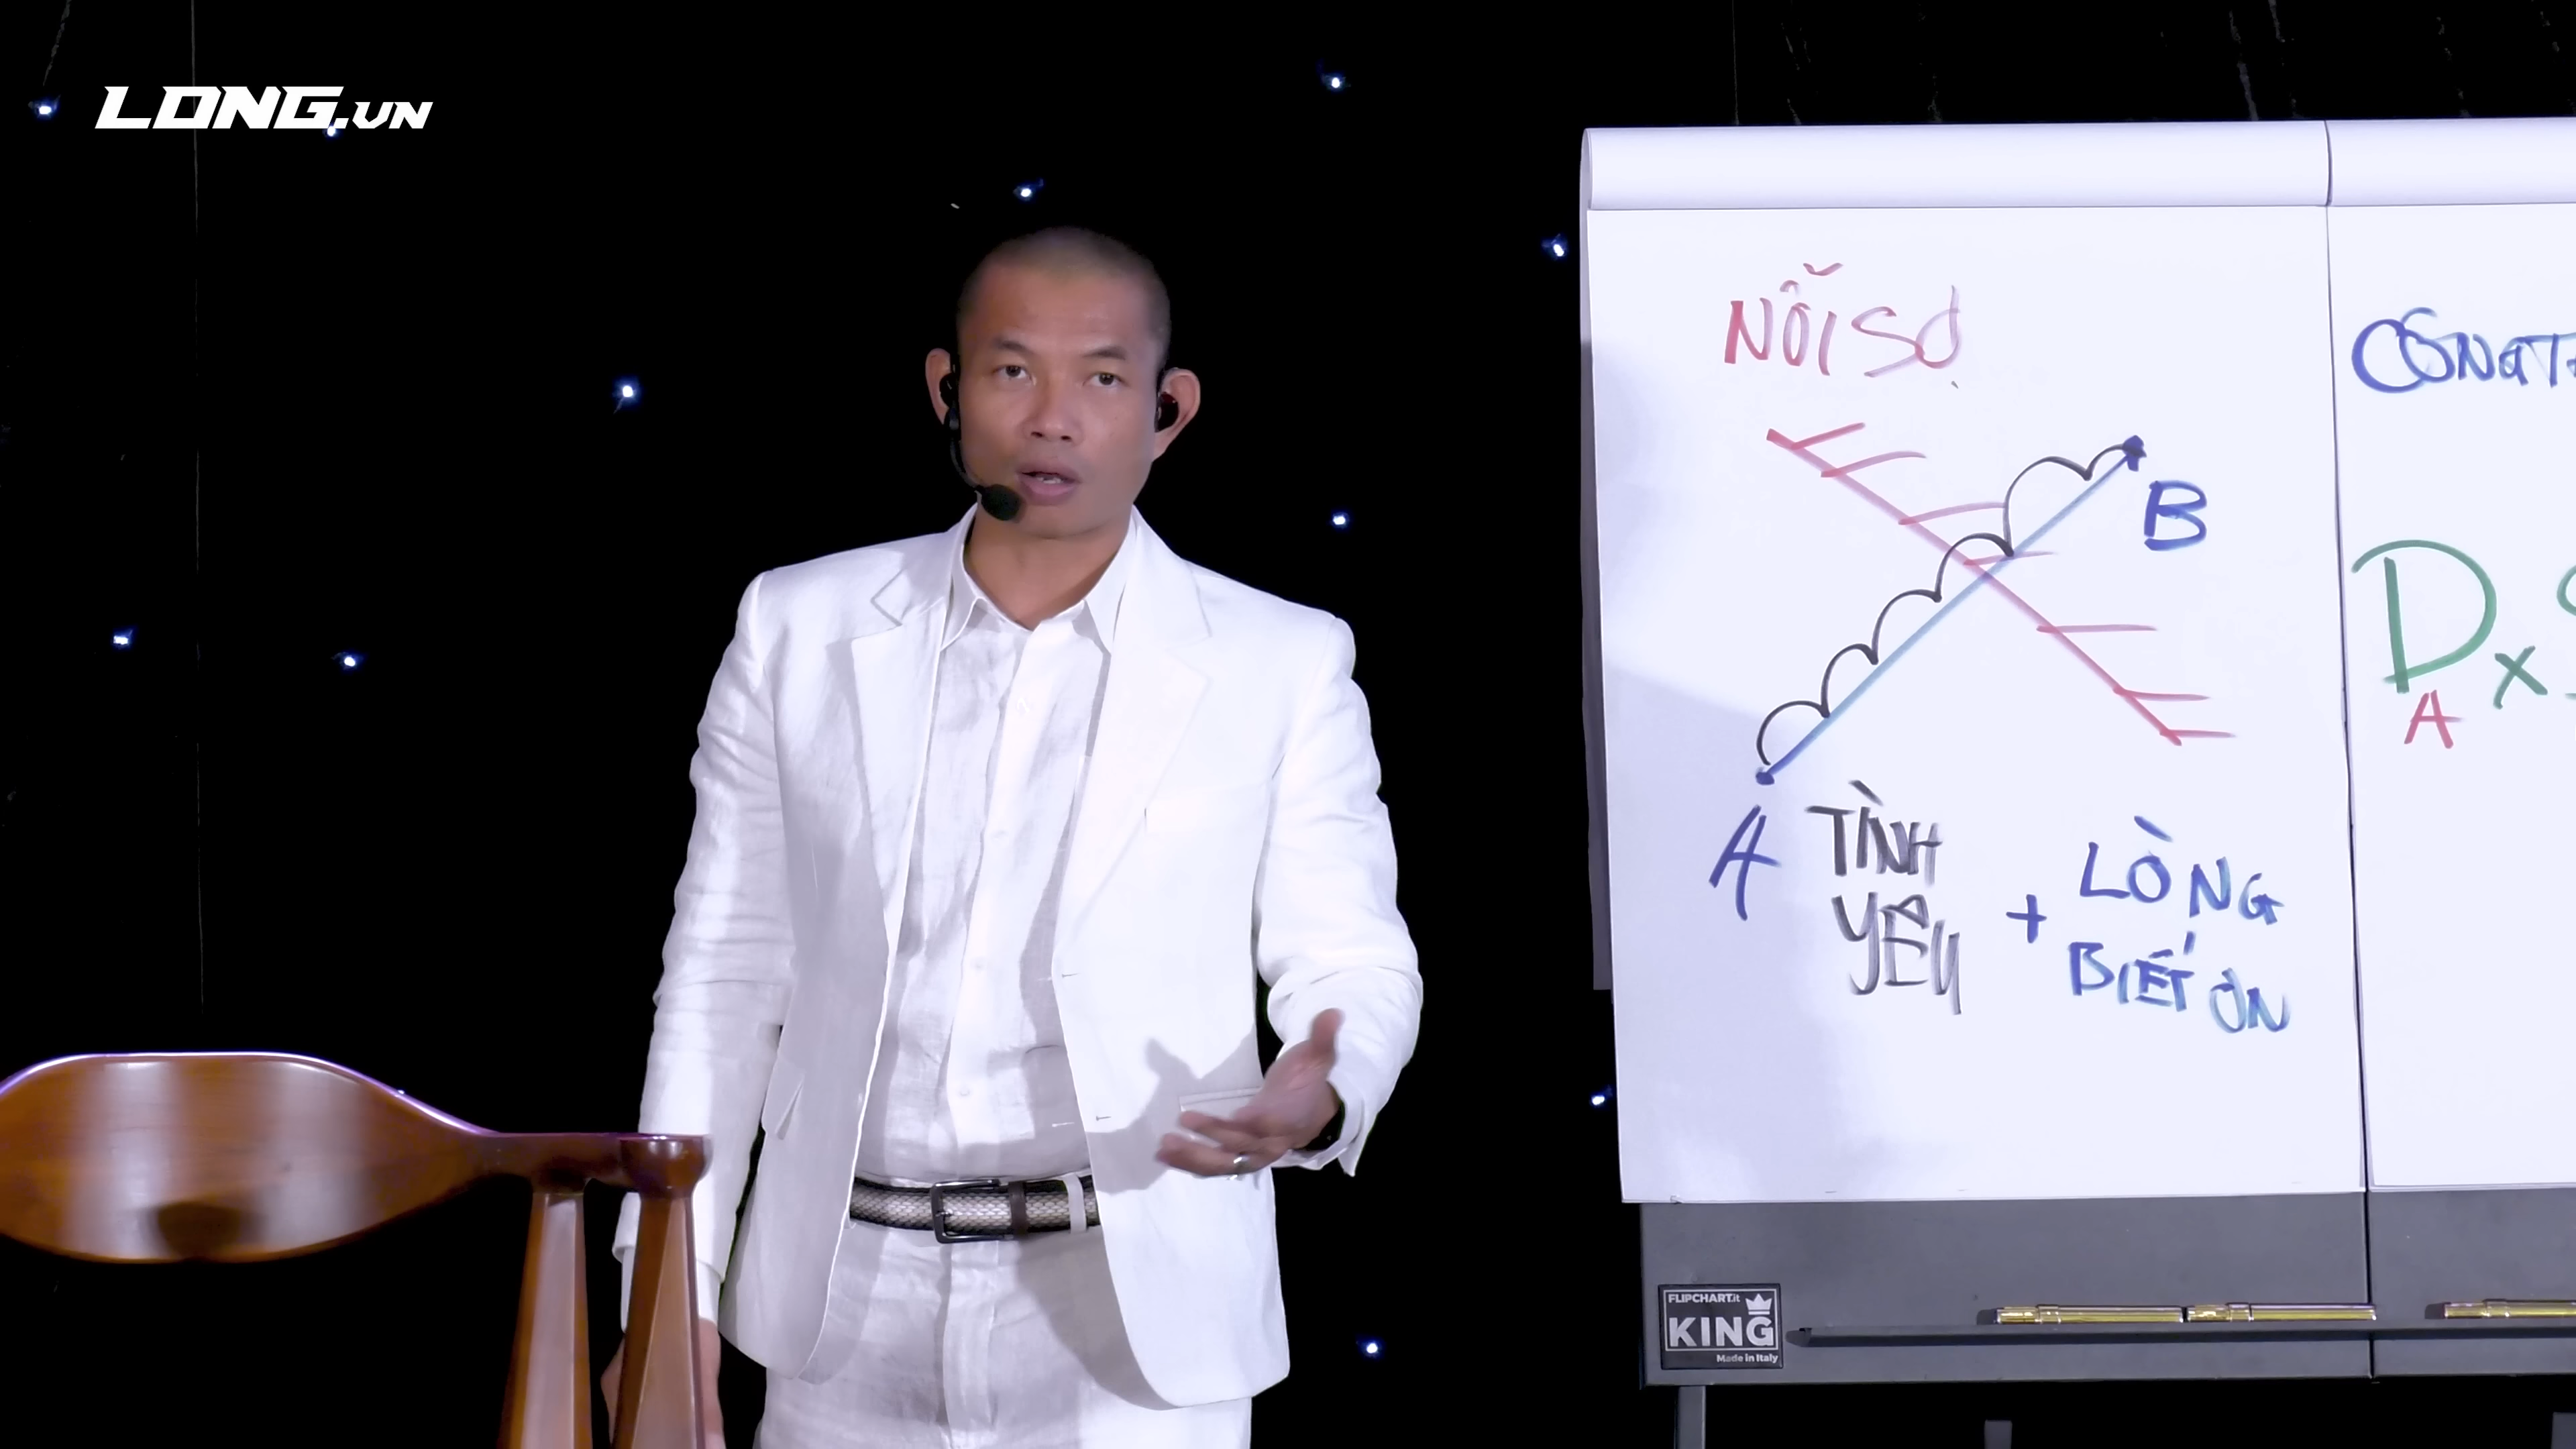 LONG.VN
NỖI SỢ
B
A
TÌNH
YÊU
+
LÒNG
BIẾT ƠN
D x
A
FLIPCHART.it
KING
Made in Italy